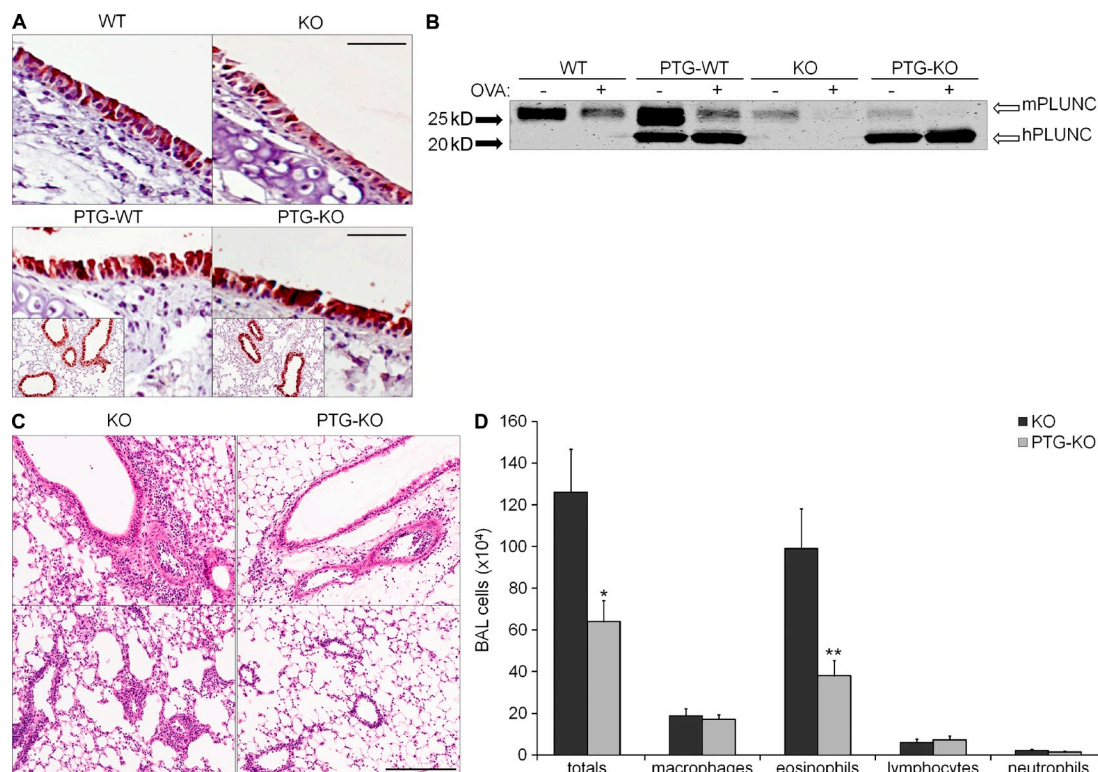 A
WT KO
PTG-WT PTG-KO
B
WT PTG-WT KO PTG-KO
OVA: - + - + - + - +
25 kD
20 kD
mPLUNC
hPLUNC
C
KO PTG-KO
D
KO
PTG-KO
BAL cells (x10⁴)
160
140
120
100
80
60
40
20
0
*
**
totals macrophages eosinophils lymphocytes neutrophils